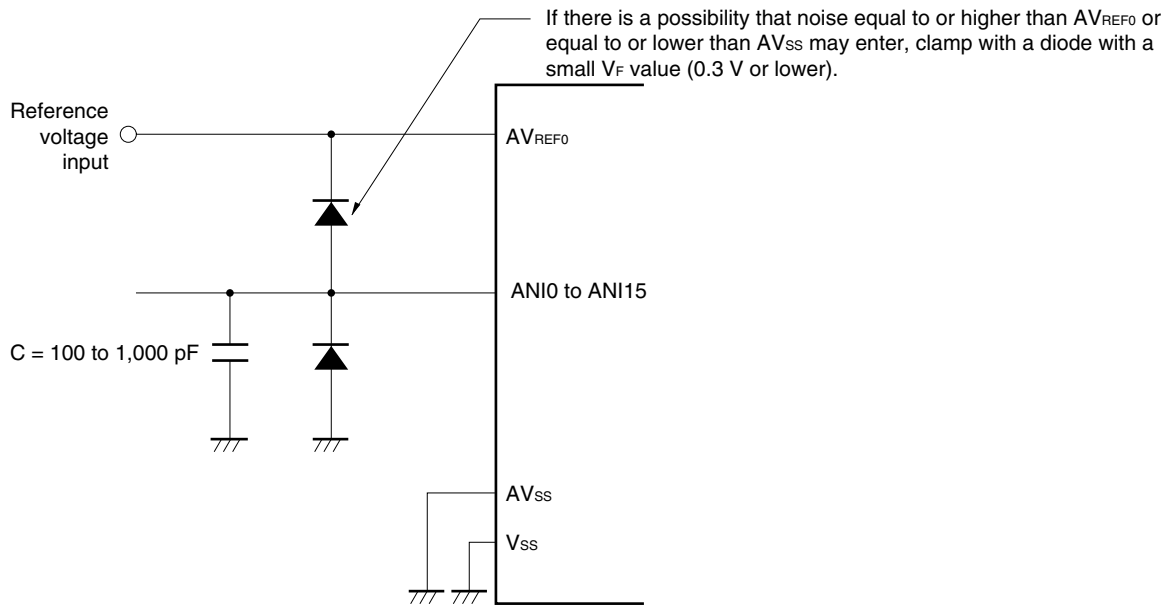 If there is a possibility that noise equal to or higher than AVREF0 or
equal to or lower than AVSS may enter, clamp with a diode with a
small VF value (0.3 V or lower).
Reference
voltage
input
AVREF0
ANI0 to ANI15
C = 100 to 1,000 pF
AVSS
VSS